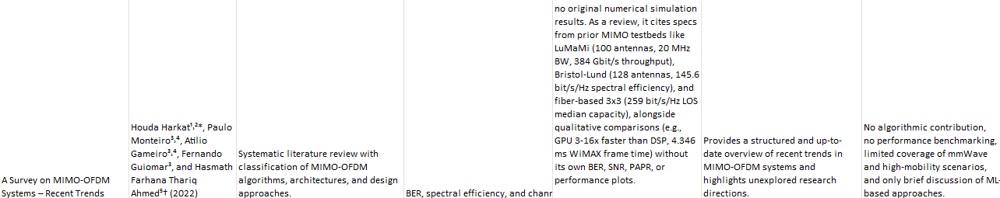 A Survey on MIMO-OFDM
Systems – Recent Trends
Houda Harkat¹,²*, Paulo
Monteiro³,⁴, Atilio
Gameiro³,⁴, Fernando
Guiomar³, and Hasmath
Farhana Thariq
Ahmed⁵† (2022)
Systematic literature review with
classification of MIMO-OFDM
algorithms, architectures, and design
approaches.
BER, spectral efficiency, and chanr
no original numerical simulation
results. As a review, it cites specs
from prior MIMO testbeds like
LuMaMi (100 antennas, 20 MHz
BW, 384 Gbit/s throughput),
Bristol-Lund (128 antennas, 145.6
bit/s/Hz spectral efficiency), and
fiber-based 3x3 (259 bit/s/Hz LOS
median capacity), alongside
qualitative comparisons (e.g.,
GPU 3-16x faster than DSP, 4.346
ms WiMAX frame time) without
its own BER, SNR, PAPR, or
performance plots.
Provides a structured and up-to-
date overview of recent trends in
MIMO-OFDM systems and
highlights unexplored research
directions.
No algorithmic contribution,
no performance benchmarking,
limited coverage of mmWave
and high-mobility scenarios,
and only brief discussion of ML-
based approaches.